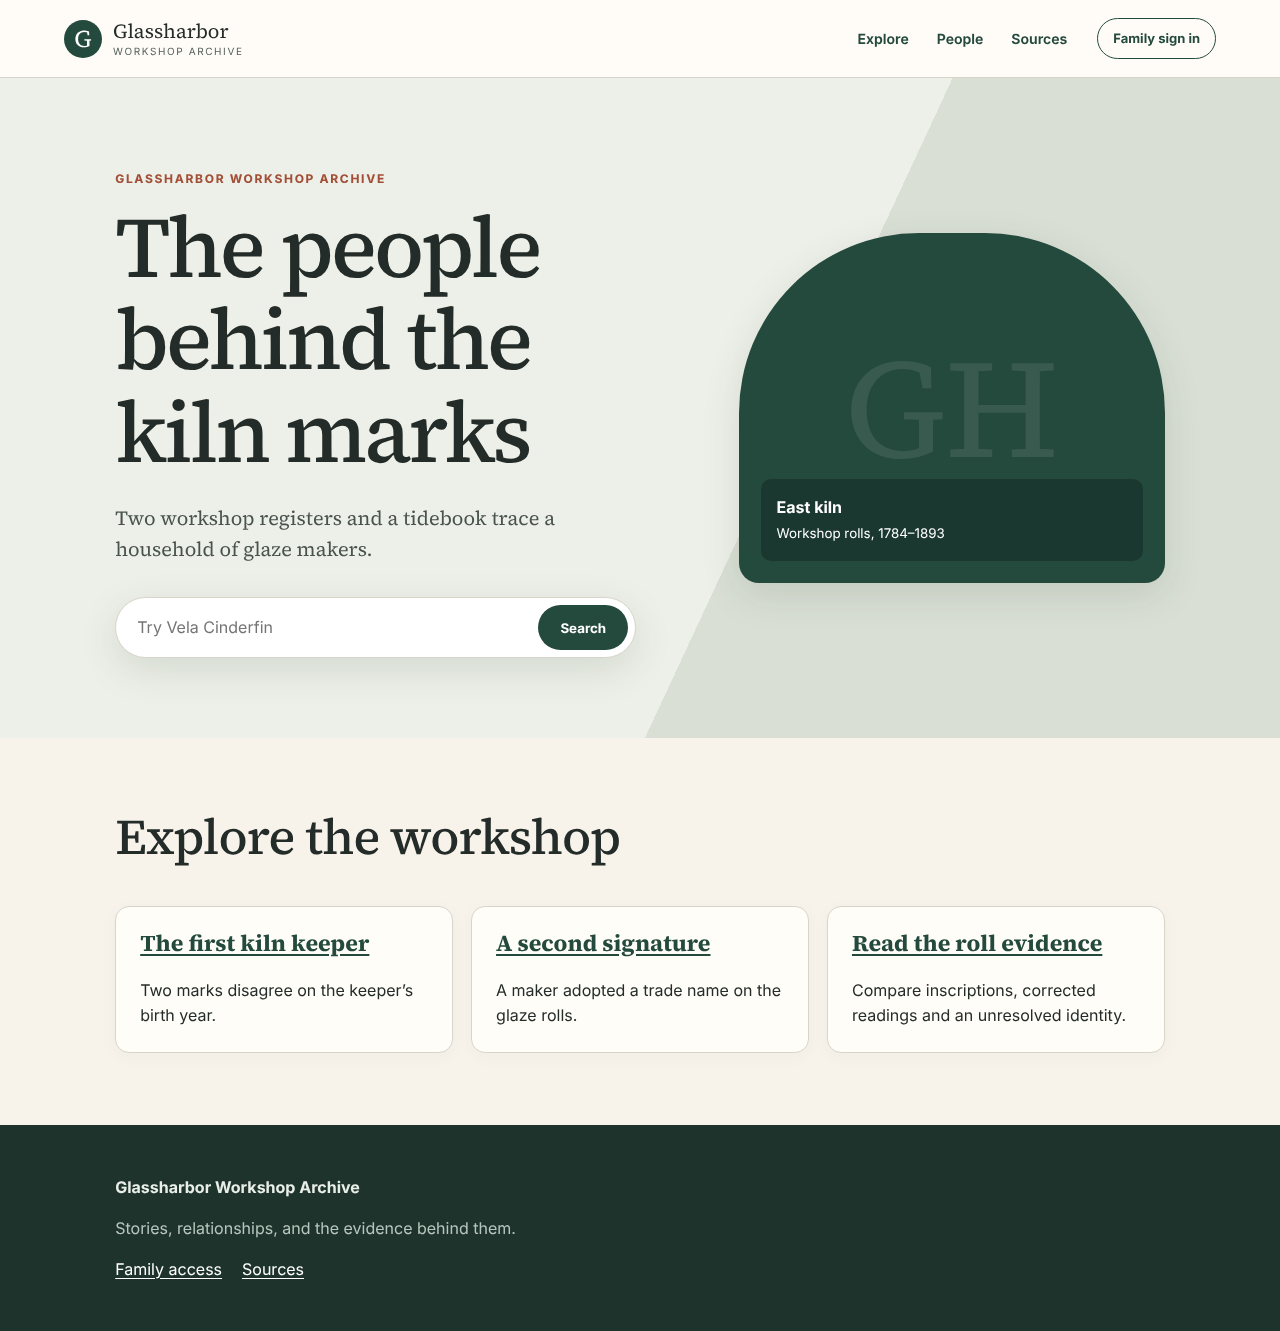 G
Glassharbor
WORKSHOP ARCHIVE
Explore
People
Sources
Family sign in
GLASSHARBOR WORKSHOP ARCHIVE
The people
behind the
kiln marks
Two workshop registers and a tidebook trace a
household of glaze makers.
Try Vela Cinderfin
Search
GH
East kiln
Workshop rolls, 1784–1893
Explore the workshop
The first kiln keeper
Two marks disagree on the keeper’s
birth year.
A second signature
A maker adopted a trade name on the
glaze rolls.
Read the roll evidence
Compare inscriptions, corrected
readings and an unresolved identity.
Glassharbor Workshop Archive
Stories, relationships, and the evidence behind them.
Family access
Sources